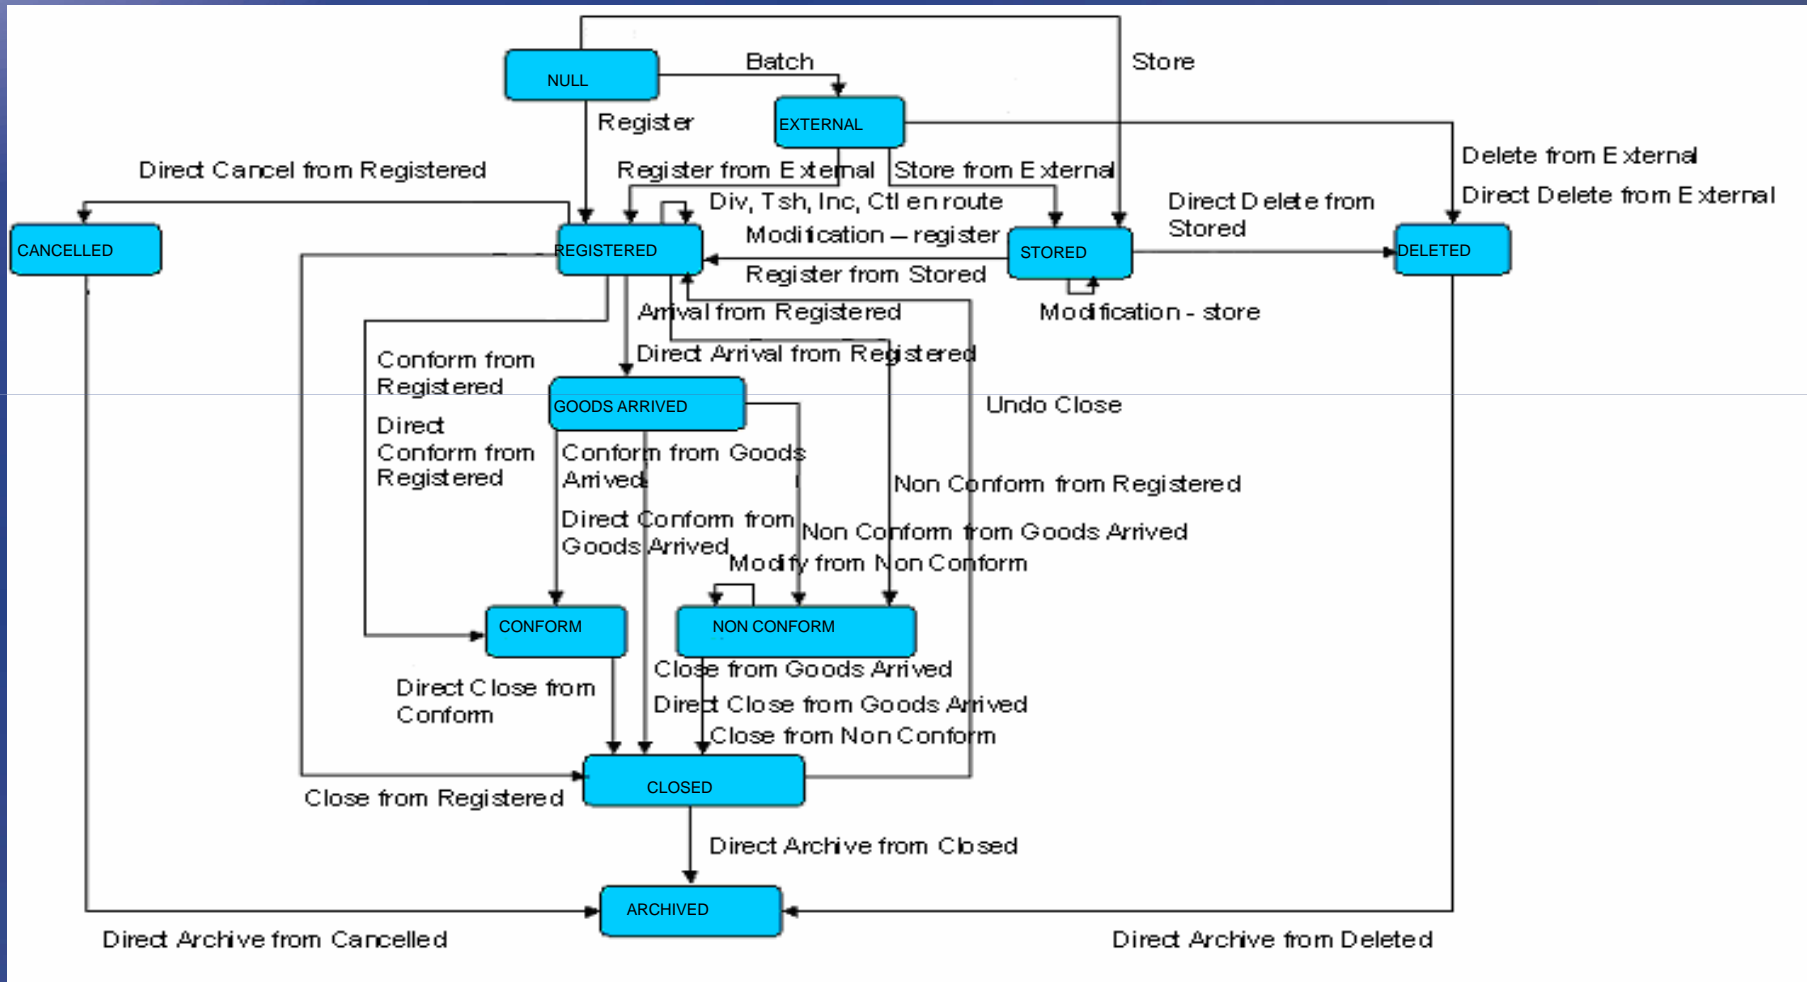 Store
Batch
NULL
EXTERNAL
Register
Delete from External
Direct Cancel from Registered
Register from External
Store from External
Direct Delete from External
Div, Tsh, Inc, Ctl en route
Direct Delete from
Stored
Modification – register
CANCELLED
REGISTERED
STORED
DELETED
Register from Stored
Arrival from Registered
Modification - store
Direct Arrival from Registered
Conform from
Registered
GOODS ARRIVED
Undo Close
Direct
Conform from
Registered
Conform from Goods
Arrived
Non Conform from Registered
Direct Conform from
Goods Arrived
Non Conform from Goods Arrived
Modify from Non Conform
CONFORM
NON CONFORM
Close from Goods Arrived
Direct Close from
Conform
Direct Close from Goods Arrived
Close from Non Conform
CLOSED
Close from Registered
Direct Archive from Closed
ARCHIVED
Direct Archive from Cancelled
Direct Archive from Deleted